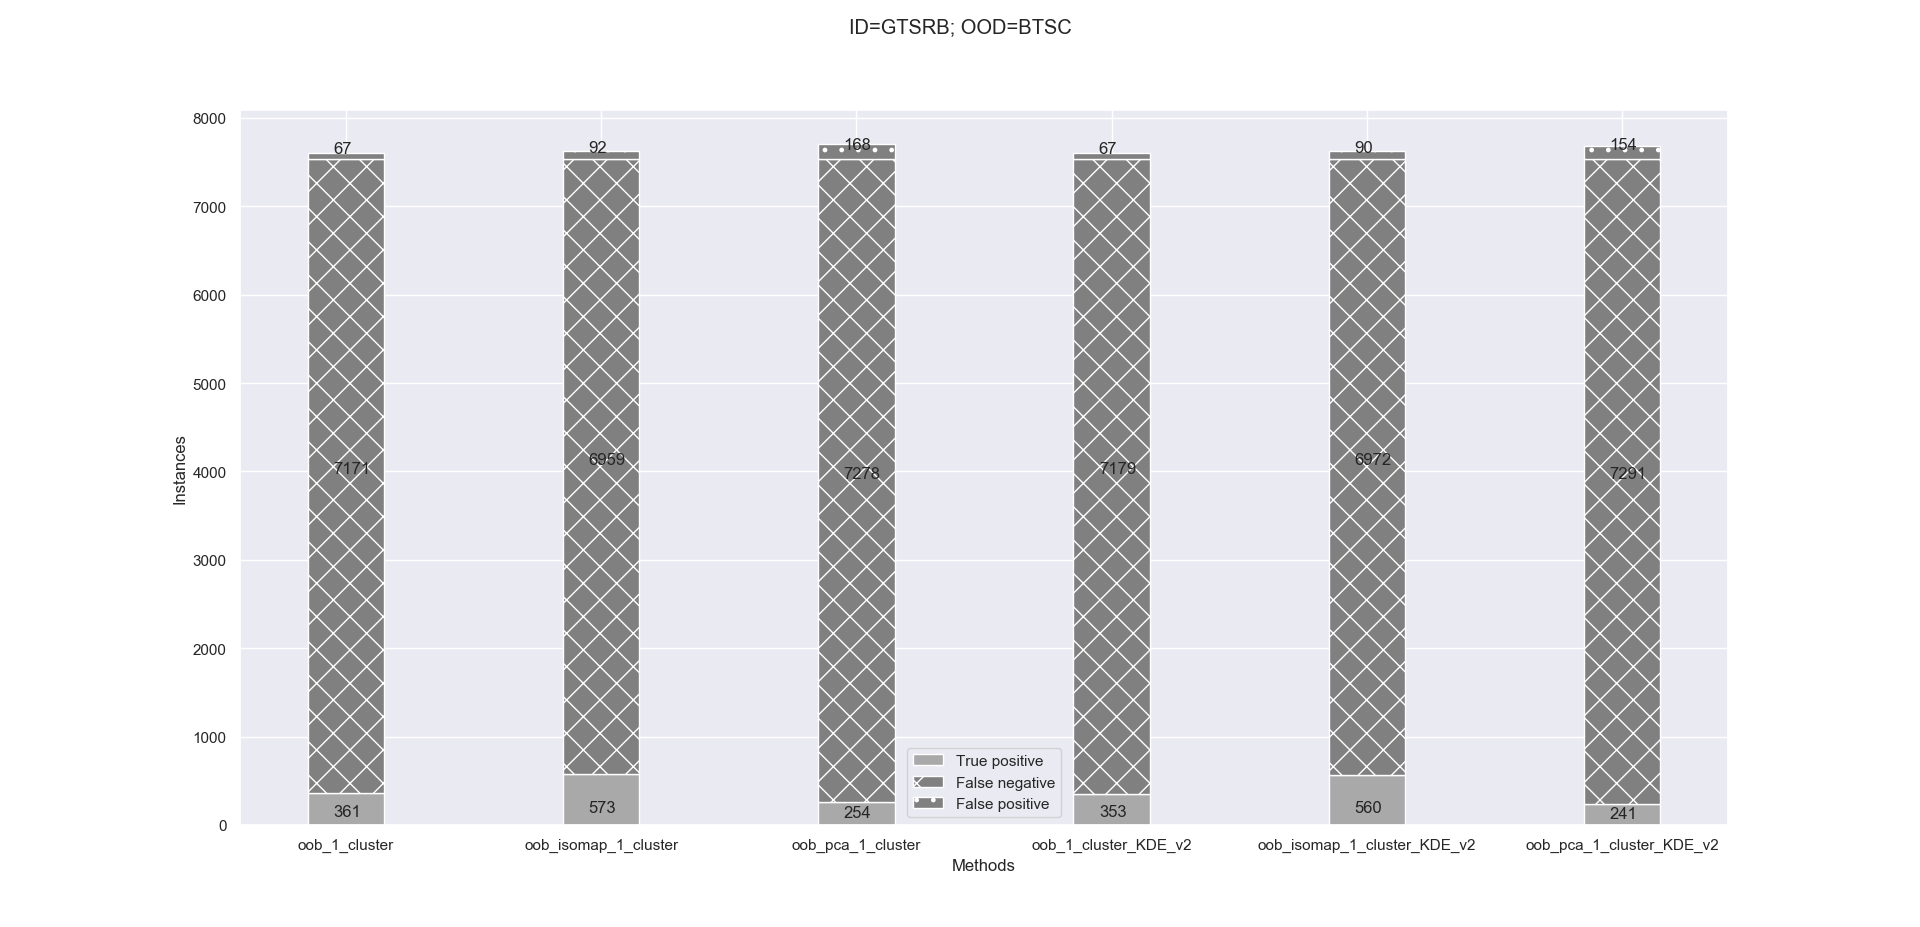 ID=GTSRB; OOD=BTSC
8000
7000
6000
5000
4000
3000
2000
1000
0
Instances
67 92 168 67 90 154
7171 6959 7278 7179 6972 7291
361 573 254 353 560 241
True positive
False negative
False positive
oob_1_cluster oob_isomap_1_cluster oob_pca_1_cluster oob_1_cluster_KDE_v2 oob_isomap_1_cluster_KDE_v2 oob_pca_1_cluster_KDE_v2
Methods